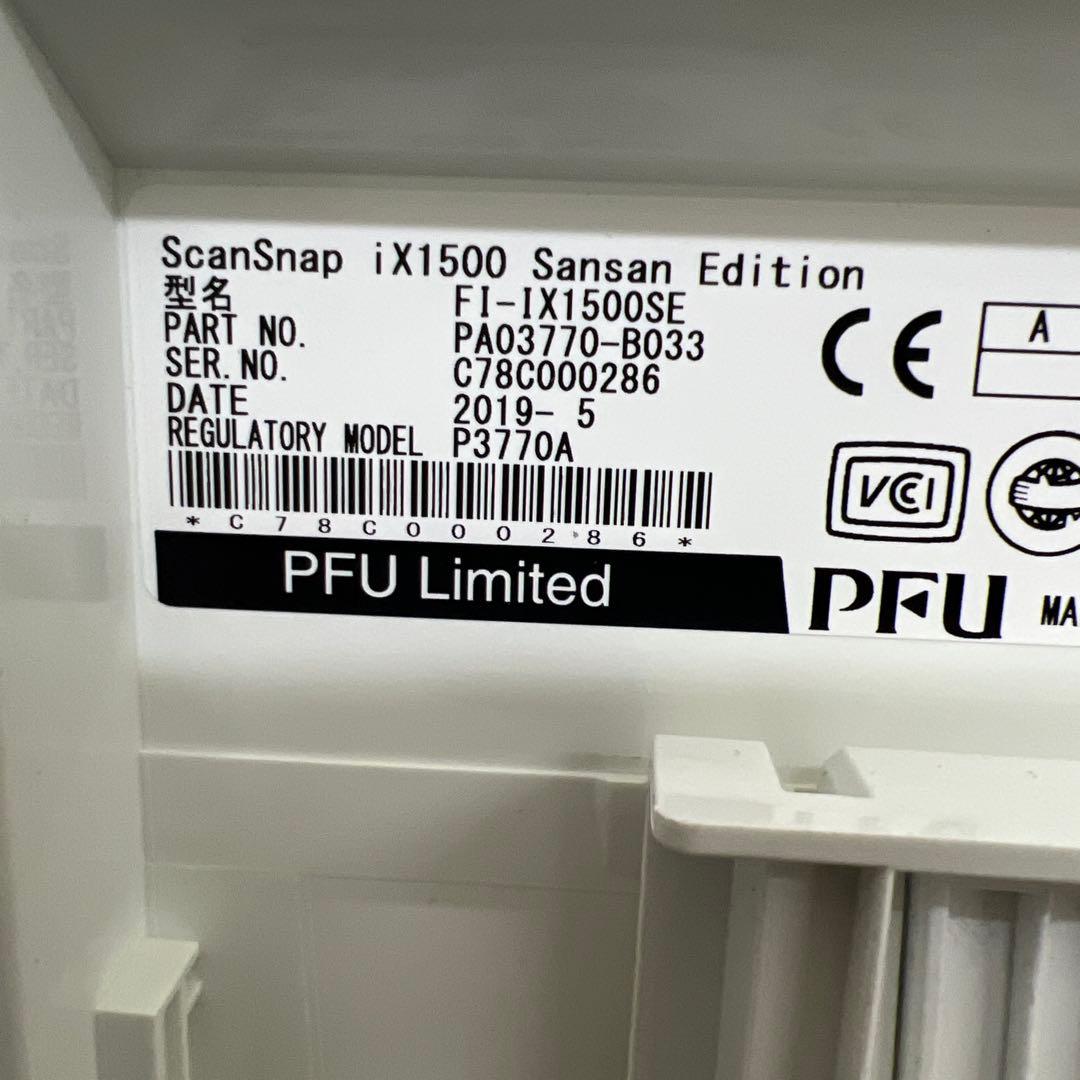 ScanSnap iX1500 Sansan Edition
型名 FI-IX1500SE
PART NO. PA03770-B033
SER.NO. C78C000286
DATE 2019- 5
REGULATORY MODEL P3770A
*C78C000286*
PFU Limited
CE
A
VCI
PFU
MA